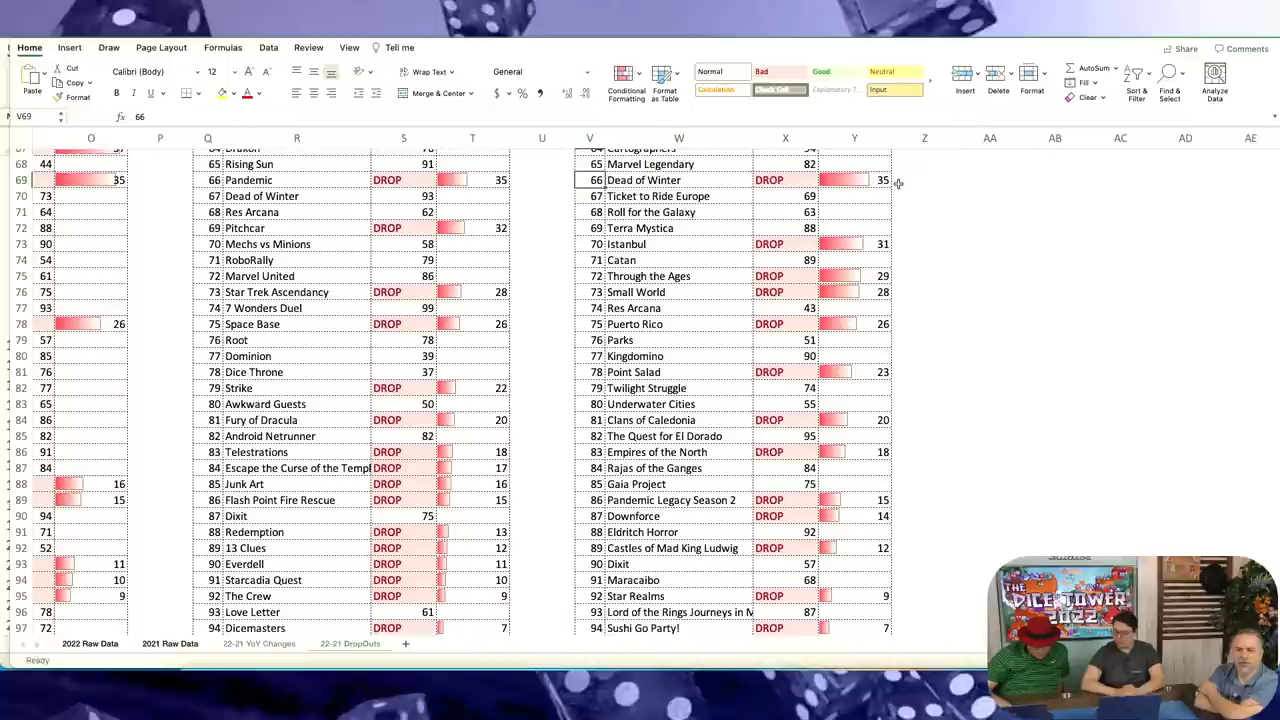 Home Insert Draw Page Layout Formulas Data Review View Tell me Share Comments
Paste Cut Copy Format
Calibri (Body) 12 A A Wrap Text General
B I U A Merge & Center $ % ,
Conditional Formatting Format as Table
Normal Bad Good Neutral
Calculation Check Cell Explanatory T... Input
Insert Delete Format
AutoSum Fill Clear
Sort & Filter Find & Select Analyze Data
V69 fx 66
O P Q R S T U V W X Y Z AA AB AC AD AE
68 44 65 Rising Sun 91 65 Marvel Legendary 82
69 35 66 Pandemic DROP 35 66 Dead of Winter DROP 35
70 73 67 Dead of Winter 93 67 Ticket to Ride Europe 69
71 64 68 Res Arcana 62 68 Roll for the Galaxy 63
72 88 69 Pitchcar DROP 32 69 Terra Mystica 88
73 90 70 Mechs vs Minions 58 70 Istanbul DROP 31
74 54 71 RoboRally 79 71 Catan 89
75 61 72 Marvel United 86 72 Through the Ages DROP 29
76 75 73 Star Trek Ascendancy DROP 28 73 Small World DROP 28
77 93 74 7 Wonders Duel 99 74 Res Arcana 43
78 26 75 Space Base DROP 26 75 Puerto Rico DROP 26
79 57 76 Root 78 76 Parks 51
80 85 77 Dominion 39 77 Kingdomino 90
81 76 78 Dice Throne 37 78 Point Salad DROP 23
82 77 79 Strike DROP 22 79 Twilight Struggle 74
83 65 80 Awkward Guests 50 80 Underwater Cities 55
84 86 81 Fury of Dracula DROP 20 81 Clans of Caledonia DROP 20
85 82 82 Android Netrunner 82 82 The Quest for El Dorado 95
86 91 83 Telestrations DROP 18 83 Empires of the North DROP 18
87 84 84 Escape the Curse of the Templ DROP 17 84 Rajas of the Ganges 84
88 16 85 Junk Art DROP 16 85 Gaia Project 75
89 15 86 Flash Point Fire Rescue DROP 15 86 Pandemic Legacy Season 2 DROP 15
90 94 87 Dixit 75 87 Downforce DROP 14
91 71 88 Redemption DROP 13 88 Eldritch Horror 92
92 52 89 13 Clues DROP 12 89 Castles of Mad King Ludwig DROP 12
93 11 90 Everdell DROP 11 90 Dixit 57
94 10 91 Starcadia Quest DROP 10 91 Maracaibo 68
95 9 92 The Crew DROP 9 92 Star Realms DROP 9
96 78 93 Love Letter 61 93 Lord of the Rings Journeys in M 87
97 72 94 Dicemasters DROP 7 94 Sushi Go Party! DROP 7
2022 Raw Data 2021 Raw Data 22-21 YoY Changes 22-21 DropOuts +
Ready
THE DICE TOWER 2022